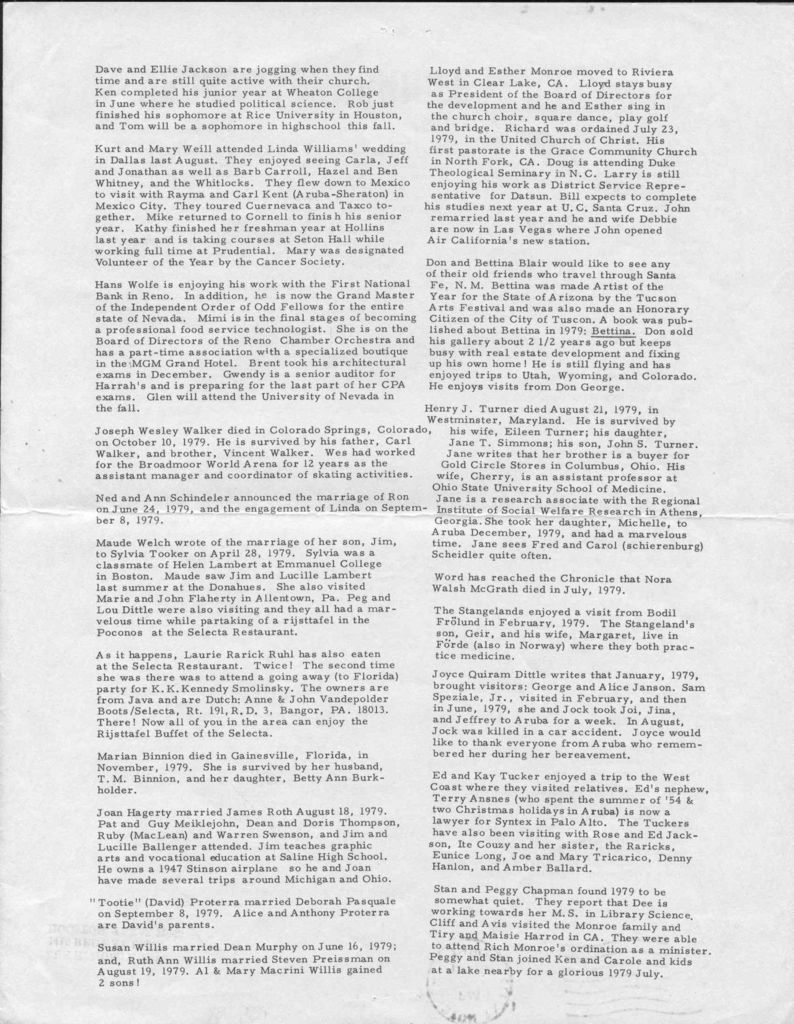 Dave and Ellie Jackson are jogging when they find
time and are still quite active with their church.
Ken completed his junior year at Wheaton College
in June where he studied political science. Rob just
finished his sophomore at Rice University in Houston,
and Tom will be a sophomore in highschool this fall.
Kurt and Mary Weill attended Linda Williams' wedding
in Dallas last August. They enjoyed seeing Carla, Jeff
and Jonathan as well as Barb Carroll, Hazel and Ben
Whitney, and the Whitlocks. They flew down to Mexico
to visit with Rayma and Carl Kent (Aruba-Sheraton) in
Mexico City. They toured Cuernevaca and Taxco to-
gether. Mike returned to Cornell to finish his senior
year. Kathy finished her freshman year at Hollins
last year and is taking courses at Seton Hall while
working full time at Prudential. Mary was designated
Volunteer of the Year by the Cancer Society.
Hans Wolfe is enjoying his work with the First National
Bank in Reno. In addition, he is now the Grand Master
of the Independent Order of Odd Fellows for the entire
state of Nevada. Mimi is in the final stages of becoming
a professional food service technologist. She is on the
Board of Directors of the Reno Chamber Orchestra and
has a part-time association with a specialized boutique
in the MGM Grand Hotel. Brent took his architectural
exams in December. Gwendy is a senior auditor for
Harrah's and is preparing for the last part of her CPA
exams. Glen will attend the University of Nevada in
the fall.
Joseph Wesley Walker died in Colorado Springs, Colorado,
on October 10, 1979. He is survived by his father, Carl
Walker, and brother, Vincent Walker. Wes had worked
for the Broadmoor World Arena for 12 years as the
assistant manager and coordinator of skating activities.
Ned and Ann Schindeler announced the marriage of Ron
on June 24, 1979, and the engagement of Linda on Septem-
ber 8, 1979.
Maude Welch wrote of the marriage of her son, Jim,
to Sylvia Tooker on April 28, 1979. Sylvia was a
classmate of Helen Lambert at Emmanuel College
in Boston. Maude saw Jim and Lucille Lambert
last summer at the Donahues. She also visited
Marie and John Flaherty in Allentown, Pa. Peg and
Lou Dittle were also visiting and they all had a mar-
velous time while partaking of a rijsttafel in the
Poconos at the Selecta Restaurant.
As it happens, Laurie Rarick Ruhl has also eaten
at the Selecta Restaurant. Twice! The second time
she was there was to attend a going away (to Florida)
party for K.K.Kennedy Smolinsky. The owners are
from Java and are Dutch: Anne & John Vandepolder
Boots/Selecta, Rt. 191, R.D. 3, Bangor, PA. 18013.
There! Now all of you in the area can enjoy the
Rijsttafel Buffet of the Selecta.
Marian Binnion died in Gainesville, Florida, in
November, 1979. She is survived by her husband,
T.M. Binnion, and her daughter, Betty Ann Burk-
holder.
Joan Hagerty married James Roth August 18, 1979.
Pat and Guy Meiklejohn, Dean and Doris Thompson,
Ruby (MacLean) and Warren Swenson, and Jim and
Lucille Ballenger attended. Jim teaches graphic
arts and vocational education at Saline High School.
He owns a 1947 Stinson airplane so he and Joan
have made several trips around Michigan and Ohio.
"Tootie" (David) Proterra married Deborah Pasquale
on September 8, 1979. Alice and Anthony Proterra
are David's parents.
Susan Willis married Dean Murphy on June 16, 1979;
and, Ruth Ann Willis married Steven Preissman on
August 19, 1979. Al & Mary Macrini Willis gained
2 sons!
Lloyd and Esther Monroe moved to Riviera
West in Clear Lake, CA. Lloyd stays busy
as President of the Board of Directors for
the development and he and Esther sing in
the church choir, square dance, play golf
and bridge. Richard was ordained July 23,
1979, in the United Church of Christ. His
first pastorate is the Grace Community Church
in North Fork, CA. Doug is attending Duke
Theological Seminary in N.C. Larry is still
enjoying his work as District Service Repre-
sentative for Datsun. Bill expects to complete
his studies next year at U.C. Santa Cruz. John
remarried last year and he and wife Debbie
are now in Las Vegas where John opened
Air California's new station.
Don and Bettina Blair would like to see any
of their old friends who travel through Santa
Fe, N.M. Bettina was made Artist of the
Year for the State of Arizona by the Tucson
Arts Festival and was also made an Honorary
Citizen of the City of Tuscon. A book was pub-
lished about Bettina in 1979: Bettina. Don sold
his gallery about 2 1/2 years ago but keeps
busy with real estate development and fixing
up his own home! He is still flying and has
enjoyed trips to Utah, Wyoming, and Colorado.
He enjoys visits from Don George.
Henry J. Turner died August 21, 1979, in
Westminster, Maryland. He is survived by
his wife, Eileen Turner; his daughter,
Jane T. Simmons; his son, John S. Turner.
Jane writes that her brother is a buyer for
Gold Circle Stores in Columbus, Ohio. His
wife, Cherry, is an assistant professor at
Ohio State University School of Medicine.
Jane is a research associate with the Regional
Institute of Social Welfare Research in Athens,
Georgia. She took her daughter, Michelle, to
Aruba December, 1979, and had a marvelous
time. Jane sees Fred and Carol (schierenburg)
Scheidler quite often.
Word has reached the Chronicle that Nora
Walsh McGrath died in July, 1979.
The Stangelands enjoyed a visit from Bodil
Frölund in February, 1979. The Stangeland's
son, Geir, and his wife, Margaret, live in
Förde (also in Norway) where they both prac-
tice medicine.
Joyce Quiram Dittle writes that January, 1979,
brought visitors: George and Alice Janson. Sam
Speziale, Jr., visited in February, and then
in June, 1979, she and Jock took Joi, Jina,
and Jeffrey to Aruba for a week. In August,
Jock was killed in a car accident. Joyce would
like to thank everyone from Aruba who remem-
bered her during her bereavement.
Ed and Kay Tucker enjoyed a trip to the West
Coast where they visited relatives. Ed's nephew,
Terry Ansnes (who spent the summer of '54 &
two Christmas holidays in Aruba) is now a
lawyer for Syntex in Palo Alto. The Tuckers
have also been visiting with Rose and Ed Jack-
son, Ite Couzy and her sister, the Raricks,
Eunice Long, Joe and Mary Tricarico, Denny
Hanlon, and Amber Ballard.
Stan and Peggy Chapman found 1979 to be
somewhat quiet. They report that Dee is
working towards her M.S. in Library Science.
Cliff and Avis visited the Monroe family and
Tiry and Maisie Harrod in CA. They were able
to attend Rich Monroe's ordination as a minister.
Peggy and Stan joined Ken and Carole and kids
at a lake nearby for a glorious 1979 July.